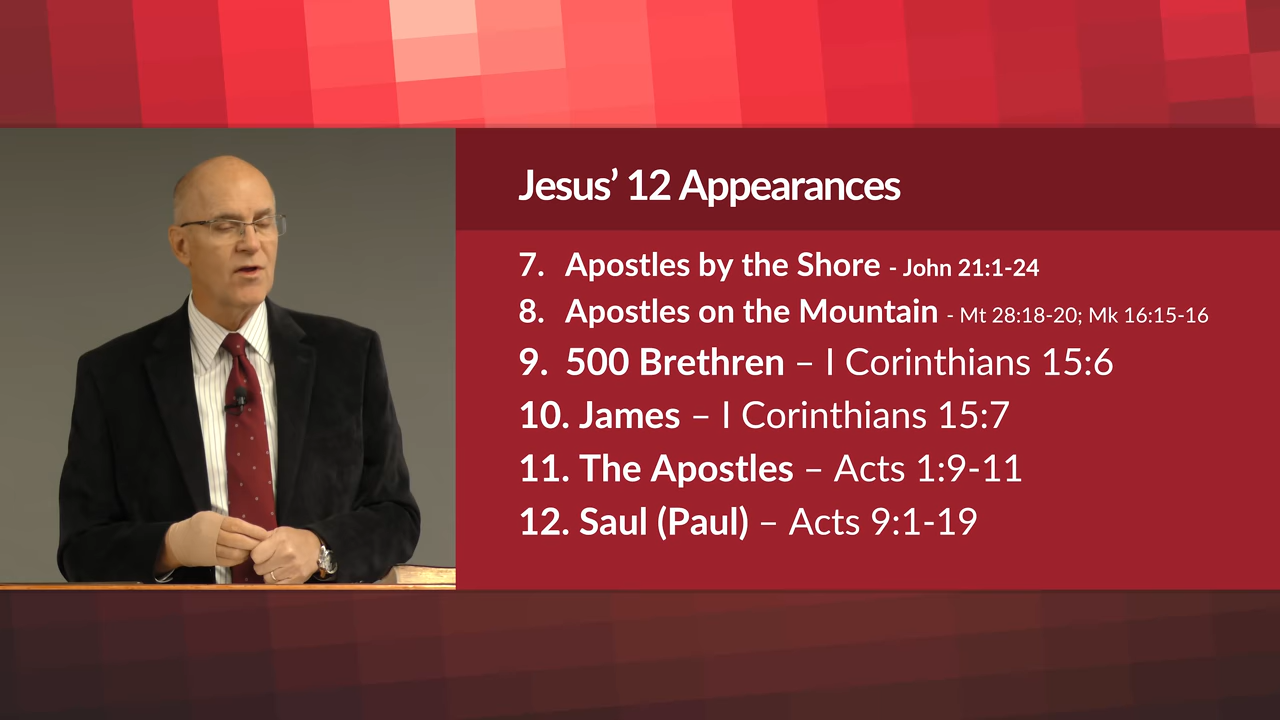 Jesus’ 12 Appearances
7. Apostles by the Shore - John 21:1-24
8. Apostles on the Mountain - Mt 28:18-20; Mk 16:15-16
9. 500 Brethren – I Corinthians 15:6
10. James – I Corinthians 15:7
11. The Apostles – Acts 1:9-11
12. Saul (Paul) – Acts 9:1-19